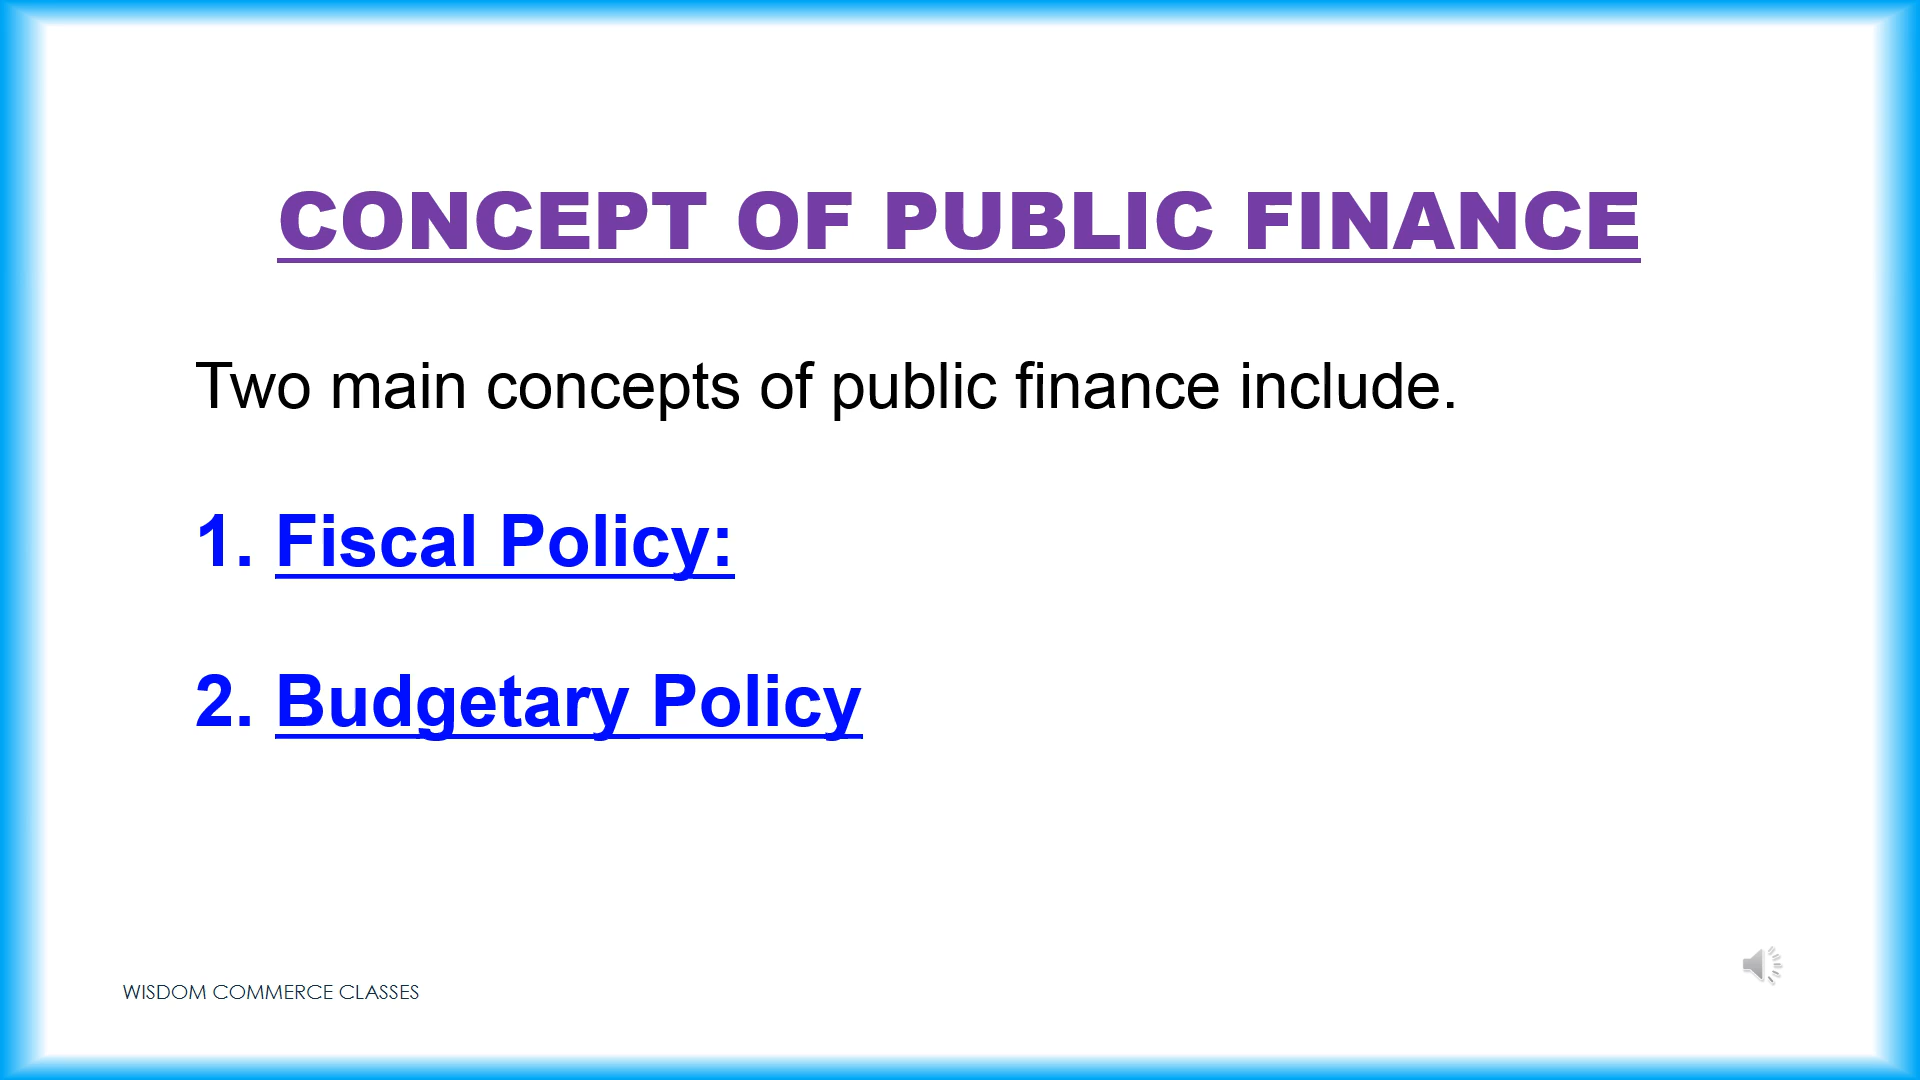 CONCEPT OF PUBLIC FINANCE
Two main concepts of public finance include.
1. Fiscal Policy:
2. Budgetary Policy
WISDOM COMMERCE CLASSES